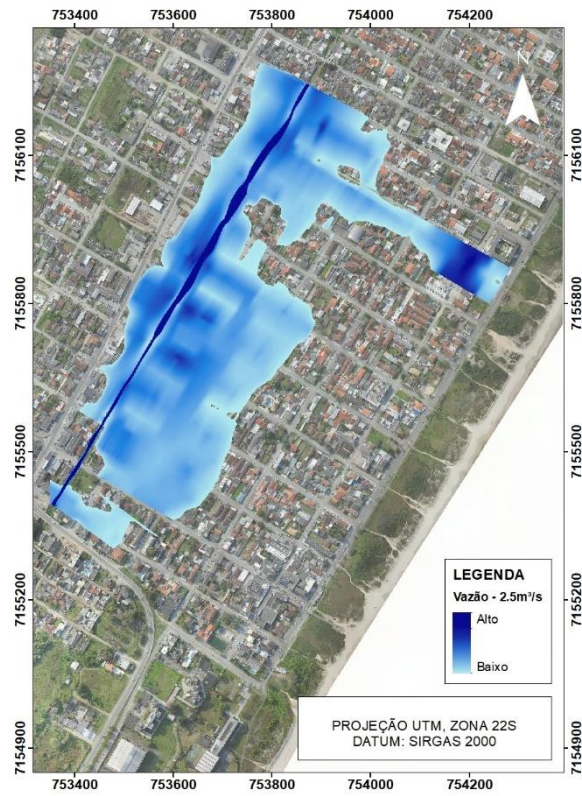 753400 753600 753800 754000 754200
N
7156100 7156100
7155800 7155800
7155500 7155500
7155200 7155200
7154900 7154900
LEGENDA
Vazão - 2.5m³/s
Alto
Baixo
PROJEÇÃO UTM, ZONA 22S
DATUM: SIRGAS 2000
753400 753600 753800 754000 754200